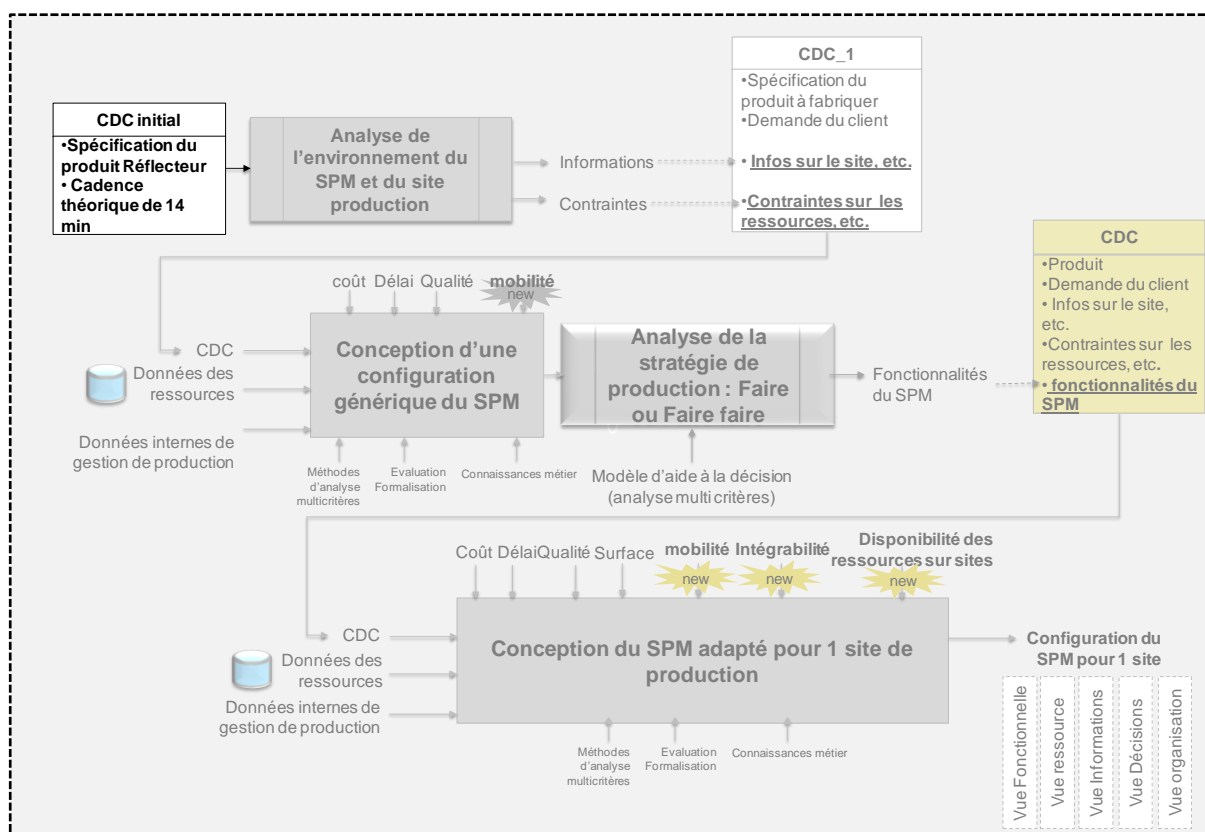 CDC initial
•Spécification du
produit Réflecteur
• Cadence
théorique de 14
min
Analyse de
l'environnement du
SPM et du site
production
Informations
Contraintes
CDC_1
•Spécification du
produit à fabriquer
•Demande du client
• Infos sur le site, etc.
•Contraintes sur les
ressources, etc.
CDC
•Produit
•Demande du client
• Infos sur le site,
etc.
•Contraintes sur les
ressources, etc.
• fonctionnalités du
SPM
coût Délai Qualité mobilité
new
CDC
Données des
ressources
Données internes de
gestion de production
Conception d'une
configuration
générique du SPM
Méthodes
d'analyse
multicritères
Evaluation
Formalisation
Connaissances métier
Analyse de la
stratégie de
production : Faire
ou Faire faire
Modèle d'aide à la décision
(analyse multi critères)
Fonctionnalités
du SPM
Coût Délai Qualité Surface mobilité Intégrabilité
Disponibilité des
ressources sur sites
new
new
new
CDC
Données des
ressources
Données internes de
gestion de production
Conception du SPM adapté pour 1 site de
production
Méthodes
d'analyse
multicritères
Evaluation
Formalisation
Connaissances métier
Configuration du
SPM pour 1 site
Vue Fonctionnelle
Vue ressource
Vue Informations
Vue Décisions
Vue organisation